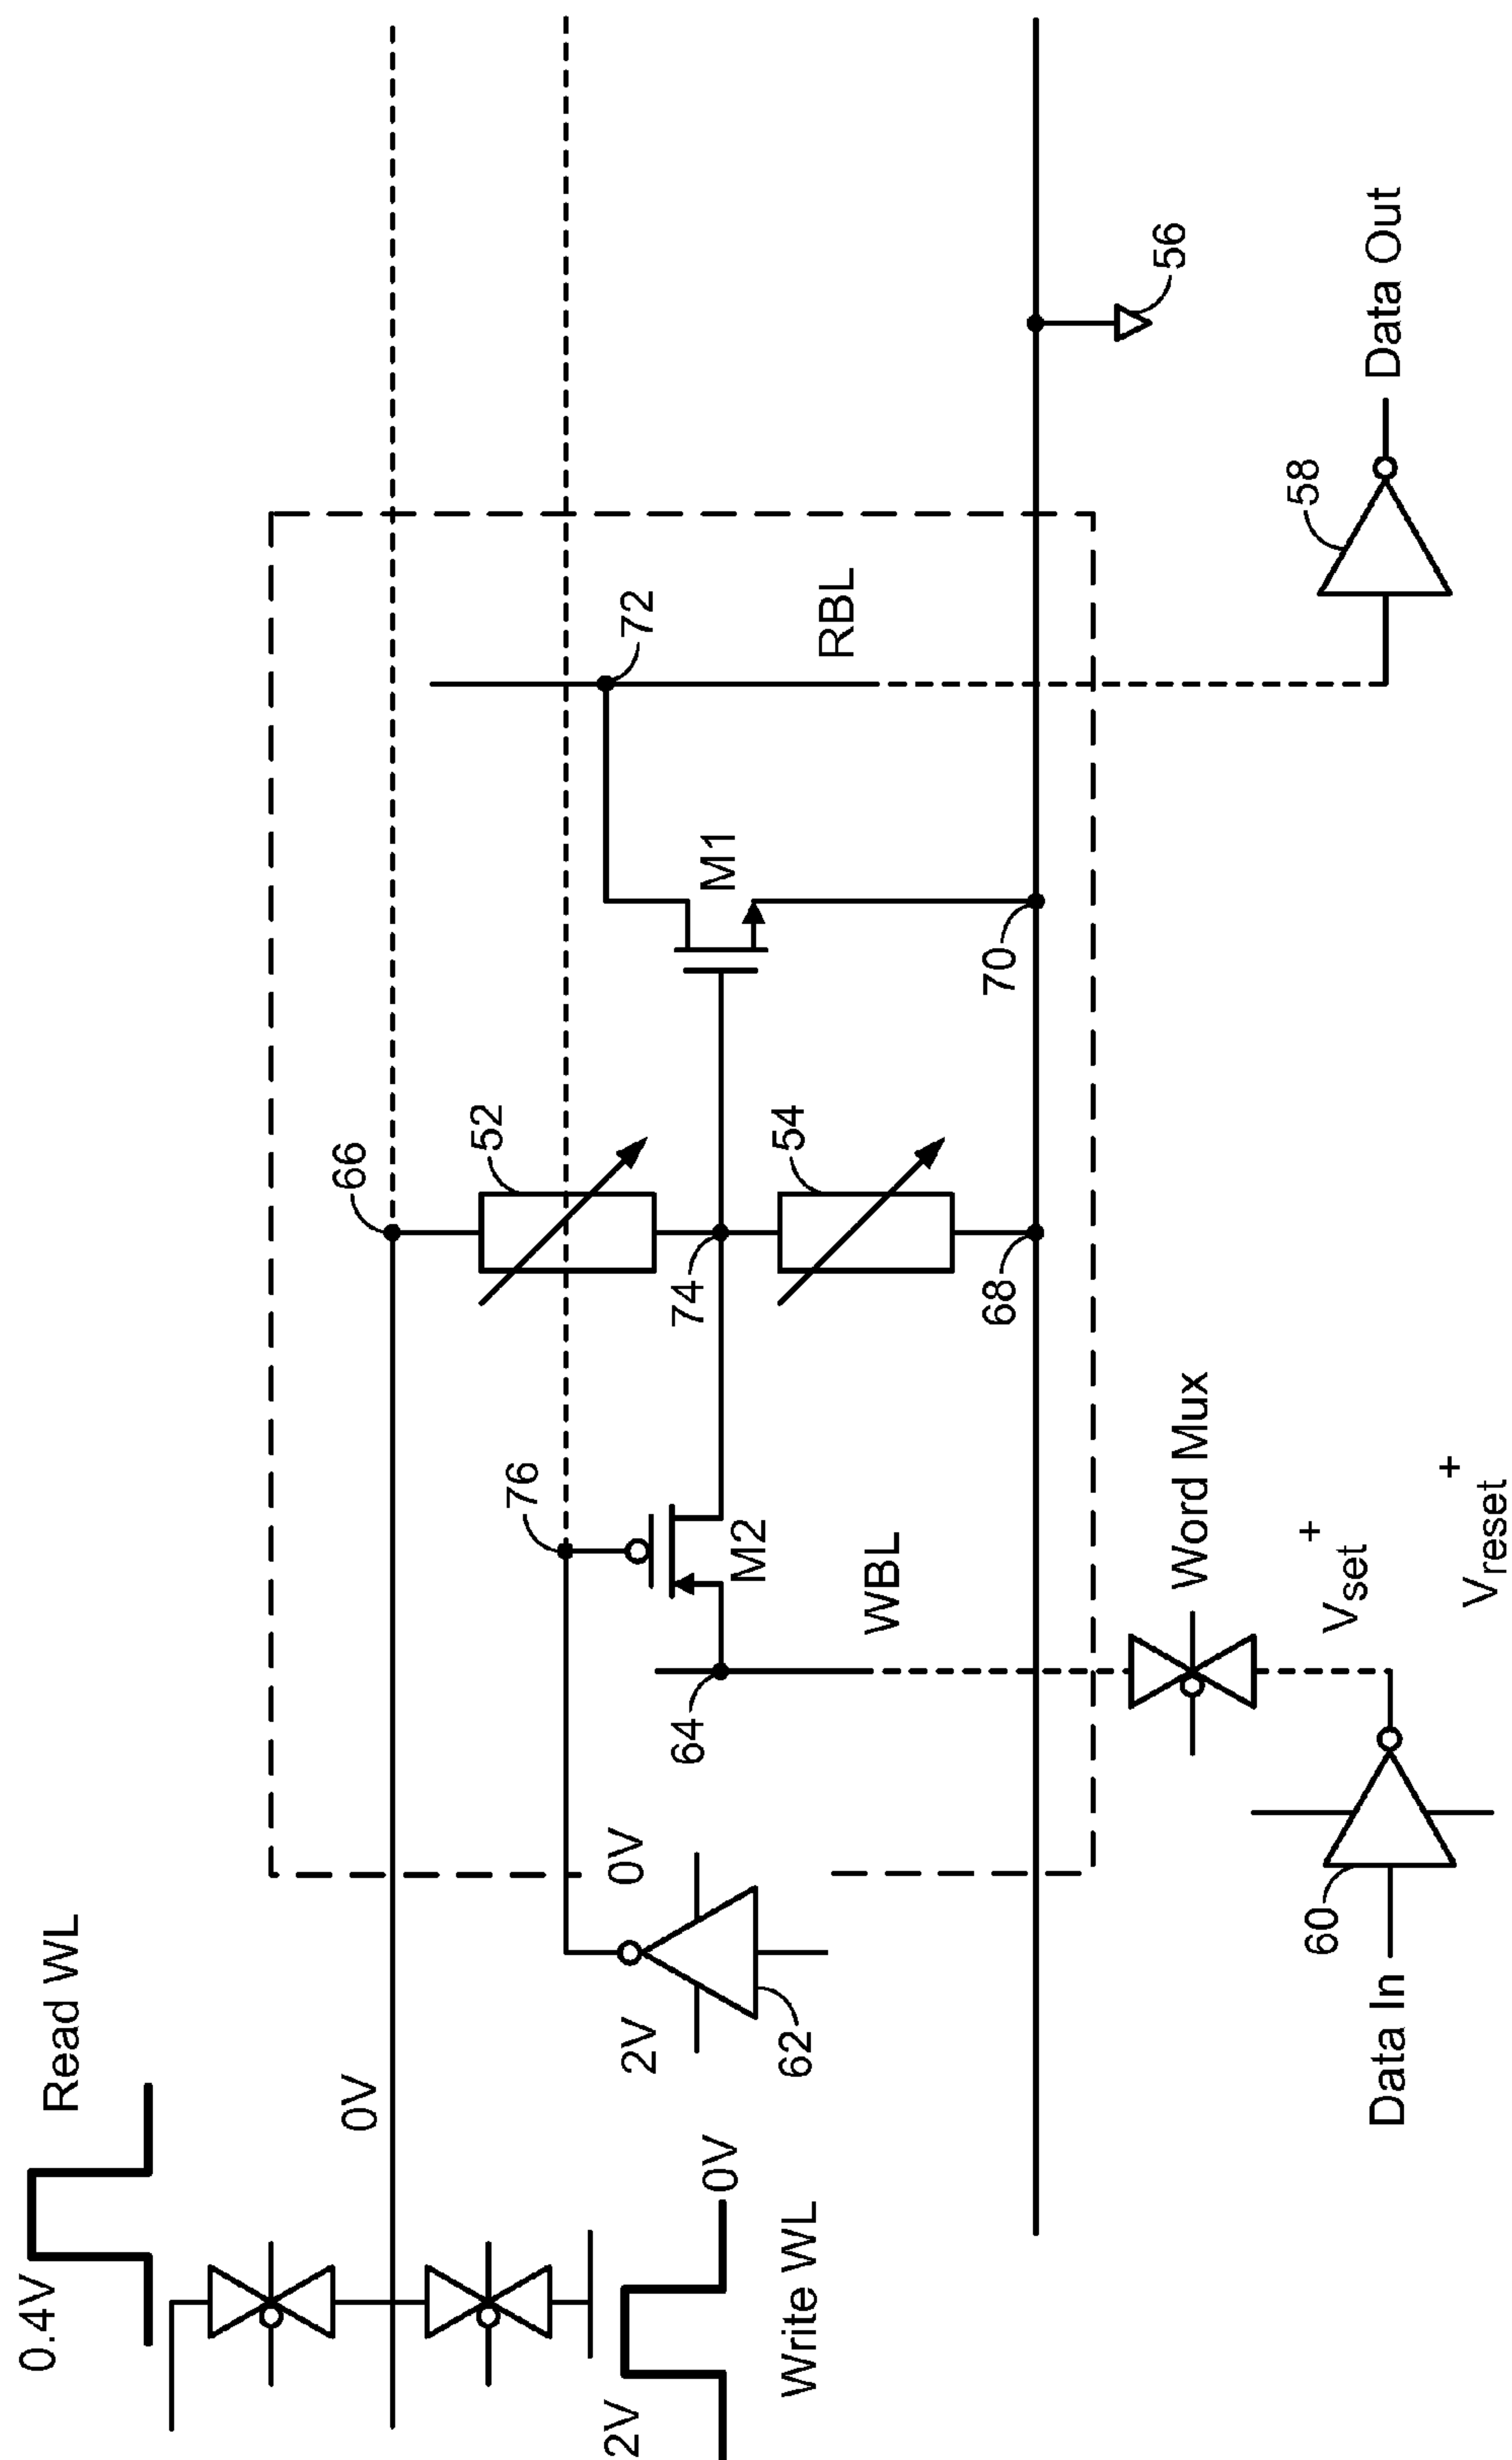 0.4V
Read WL
0V
66
52
76
2V
2V
0V
72
64
74
0V
M2
M1
Write WL
62
54
RBL
WBL
68
70
56
Word Mux
60
58
Vset+
Data In
Data Out
Vreset+